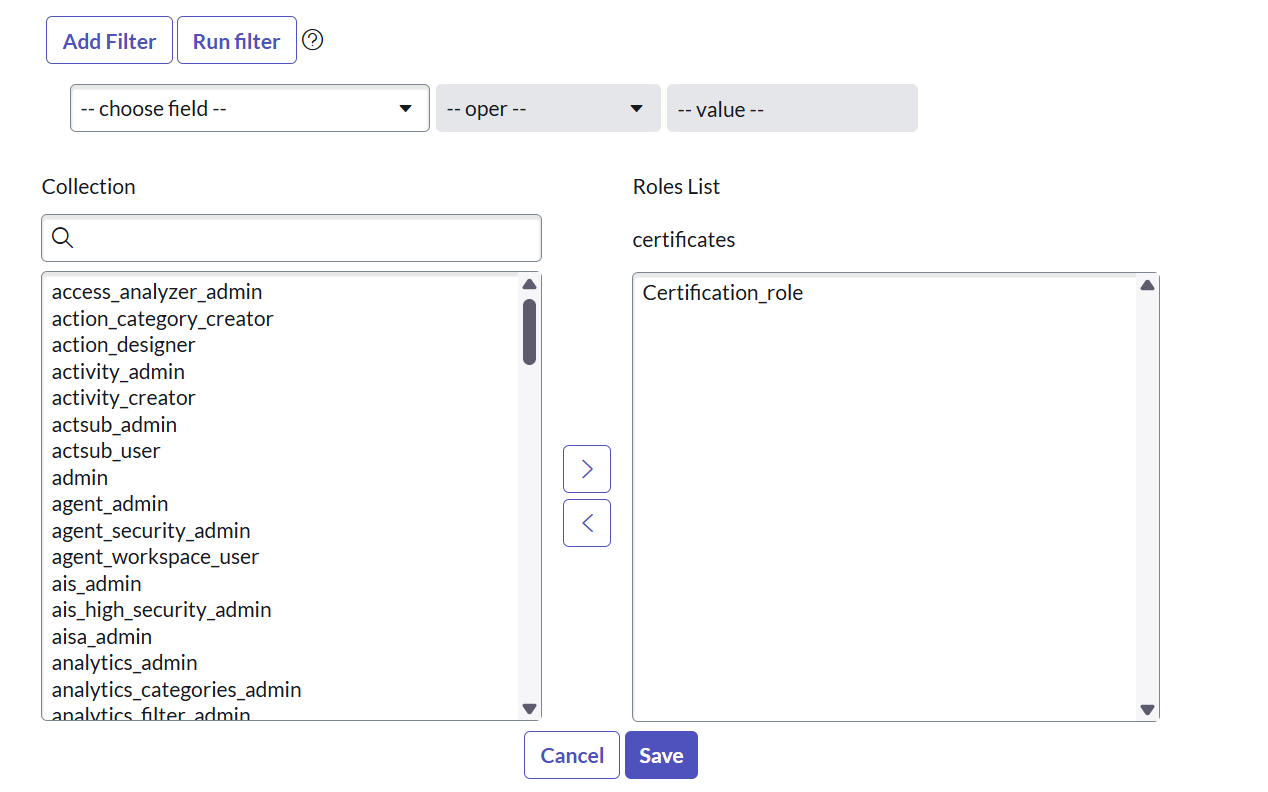 Add Filter Run filter ?
-- choose field -- -- oper -- -- value --
Collection
access_analyzer_admin
action_category_creator
action_designer
activity_admin
activity_creator
actsub_admin
actsub_user
admin
agent_admin
agent_security_admin
agent_workspace_user
ais_admin
ais_high_security_admin
aisa_admin
analytics_admin
analytics_categories_admin
analytics_filter_admin
Roles List
certificates
Certification_role
Cancel Save